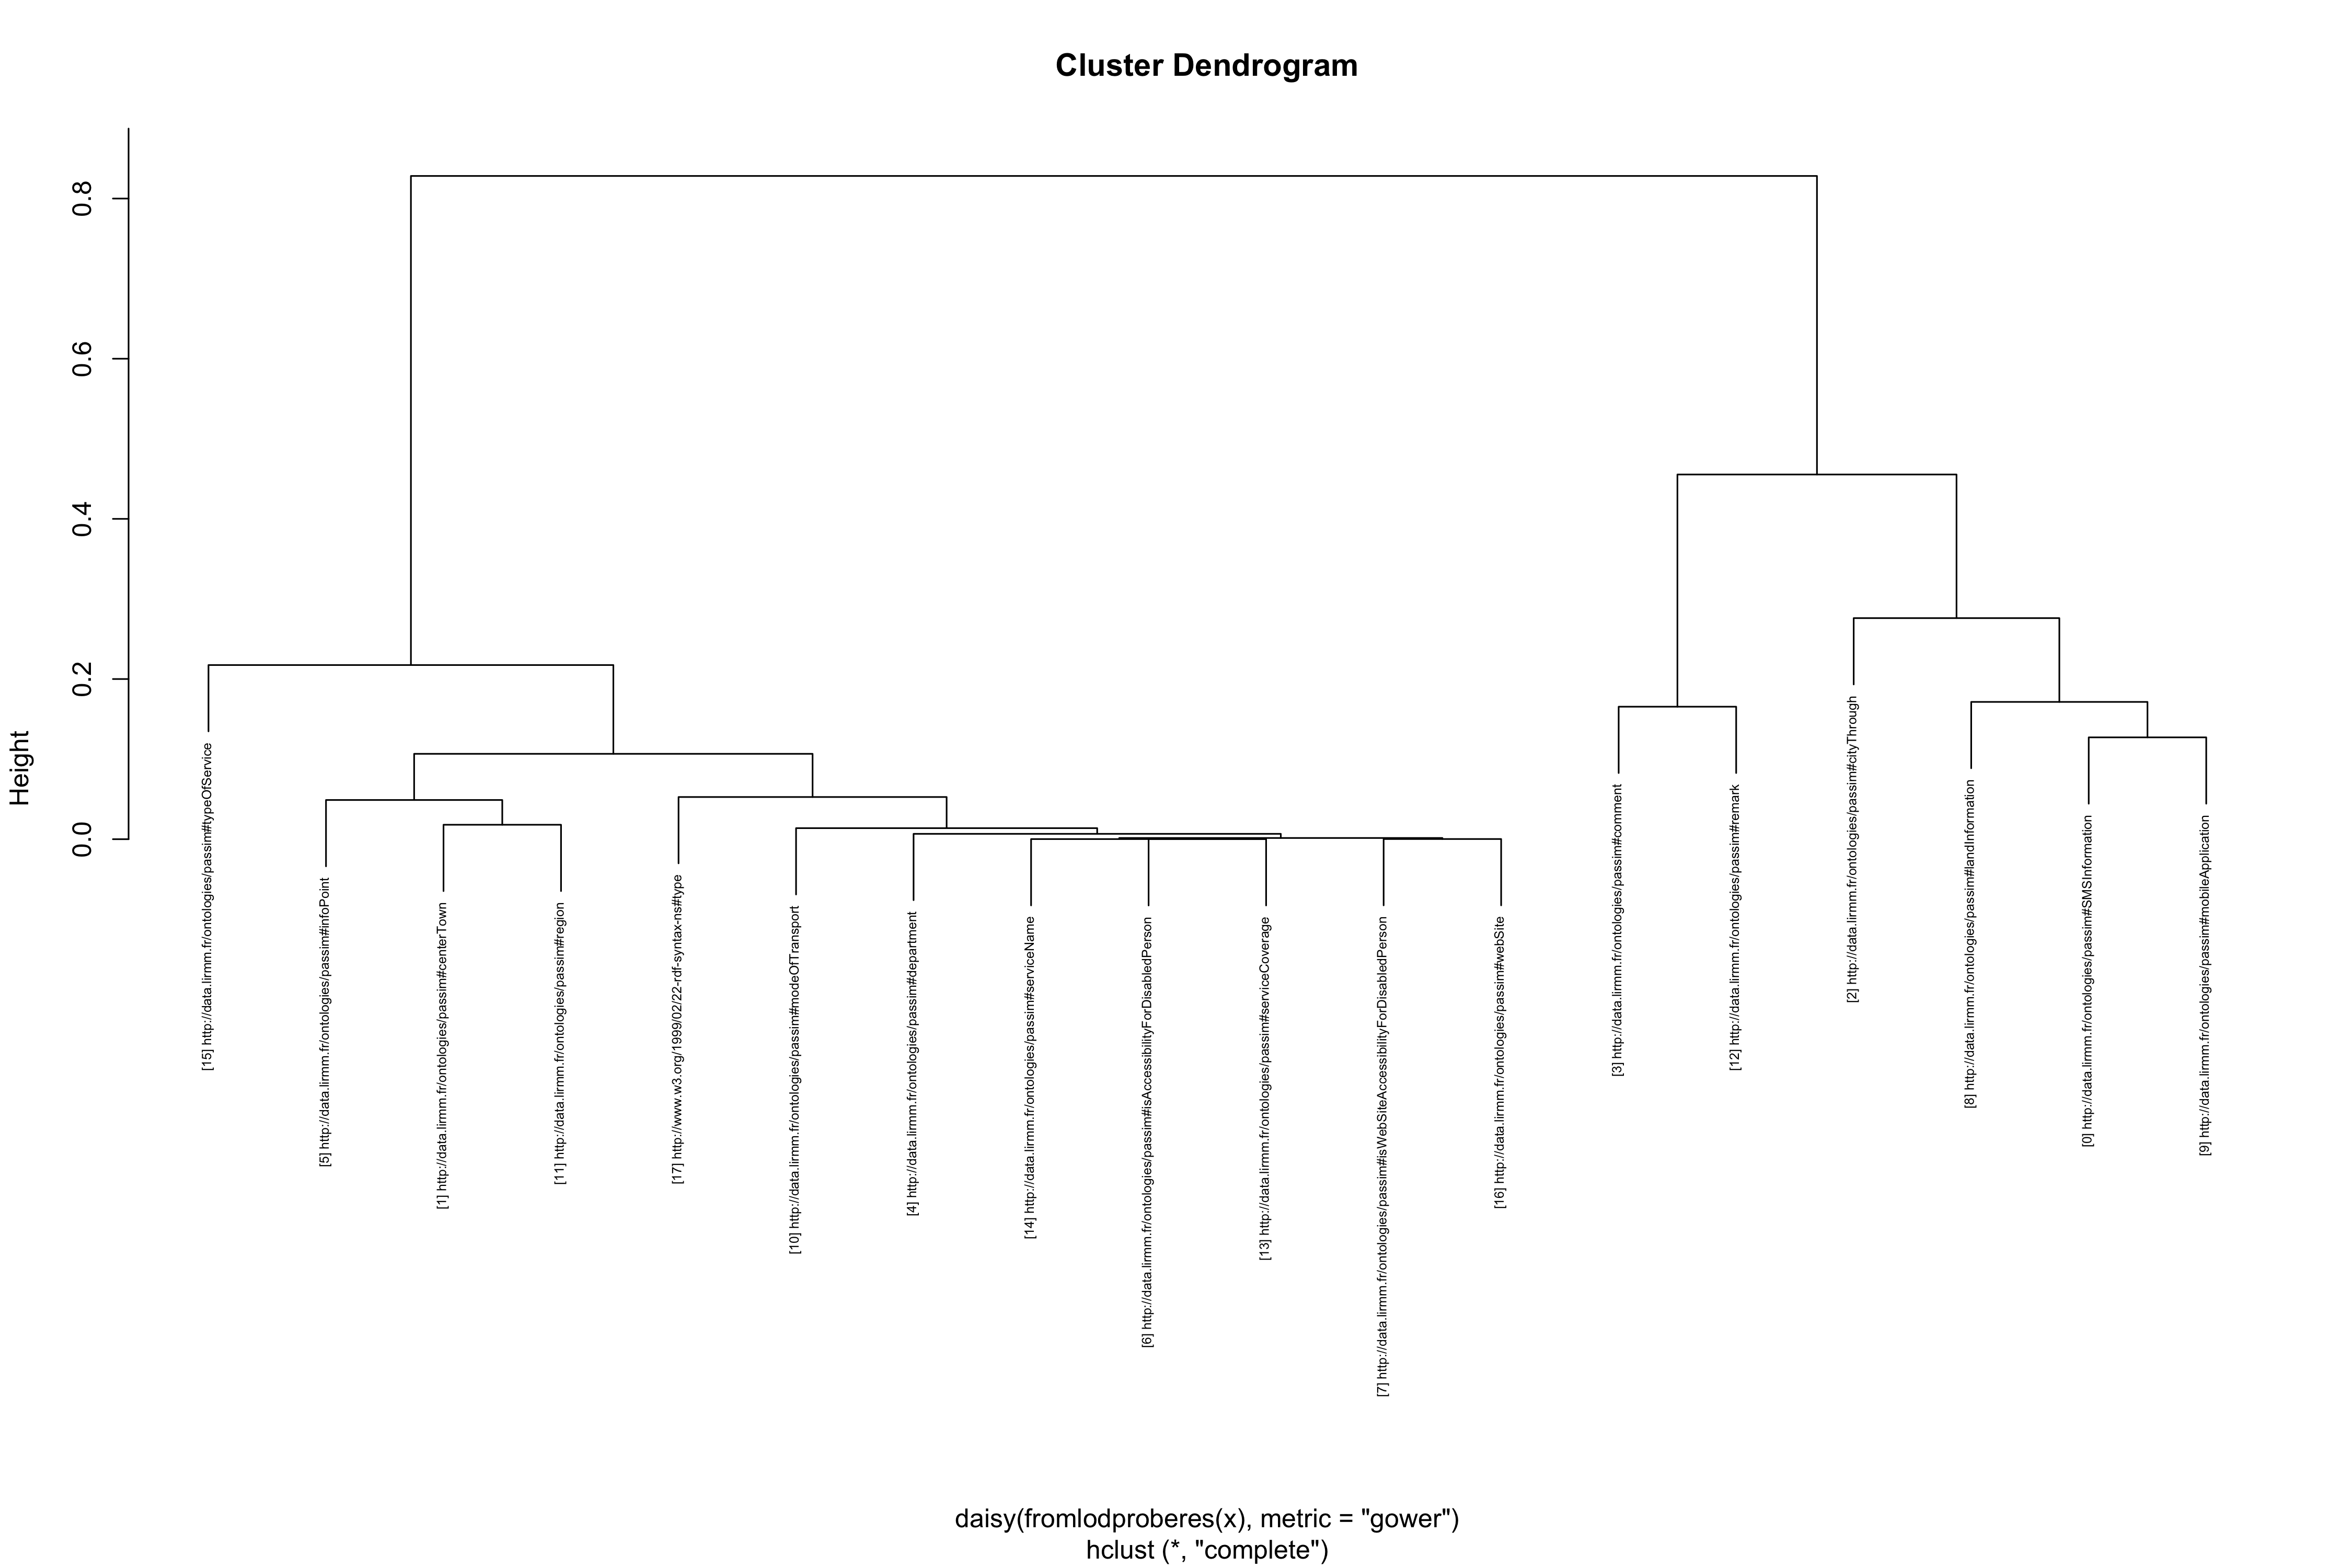 Cluster Dendrogram
Height
0.0
0.2
0.4
0.6
0.8
[15] http://data.lirmm.fr/ontologies/passim#typeOfService
[5] http://data.lirmm.fr/ontologies/passim#infoPoint
[1] http://data.lirmm.fr/ontologies/passim#centerTown
[11] http://data.lirmm.fr/ontologies/passim#region
[17] http://www.w3.org/1999/02/22-rdf-syntax-ns#type
[10] http://data.lirmm.fr/ontologies/passim#modeOfTransport
[4] http://data.lirmm.fr/ontologies/passim#department
[14] http://data.lirmm.fr/ontologies/passim#serviceName
[6] http://data.lirmm.fr/ontologies/passim#isAccessibilityForDisabledPerson
[13] http://data.lirmm.fr/ontologies/passim#serviceCoverage
[7] http://data.lirmm.fr/ontologies/passim#isWebSiteAccessibilityForDisabledPerson
[16] http://data.lirmm.fr/ontologies/passim#webSite
[3] http://data.lirmm.fr/ontologies/passim#comment
[12] http://data.lirmm.fr/ontologies/passim#remark
[2] http://data.lirmm.fr/ontologies/passim#cityThrough
[8] http://data.lirmm.fr/ontologies/passim#landInformation
[0] http://data.lirmm.fr/ontologies/passim#SMSInformation
[9] http://data.lirmm.fr/ontologies/passim#mobileApplication
daisy(fromlodproberes(x), metric = "gower")
hclust (*, "complete")